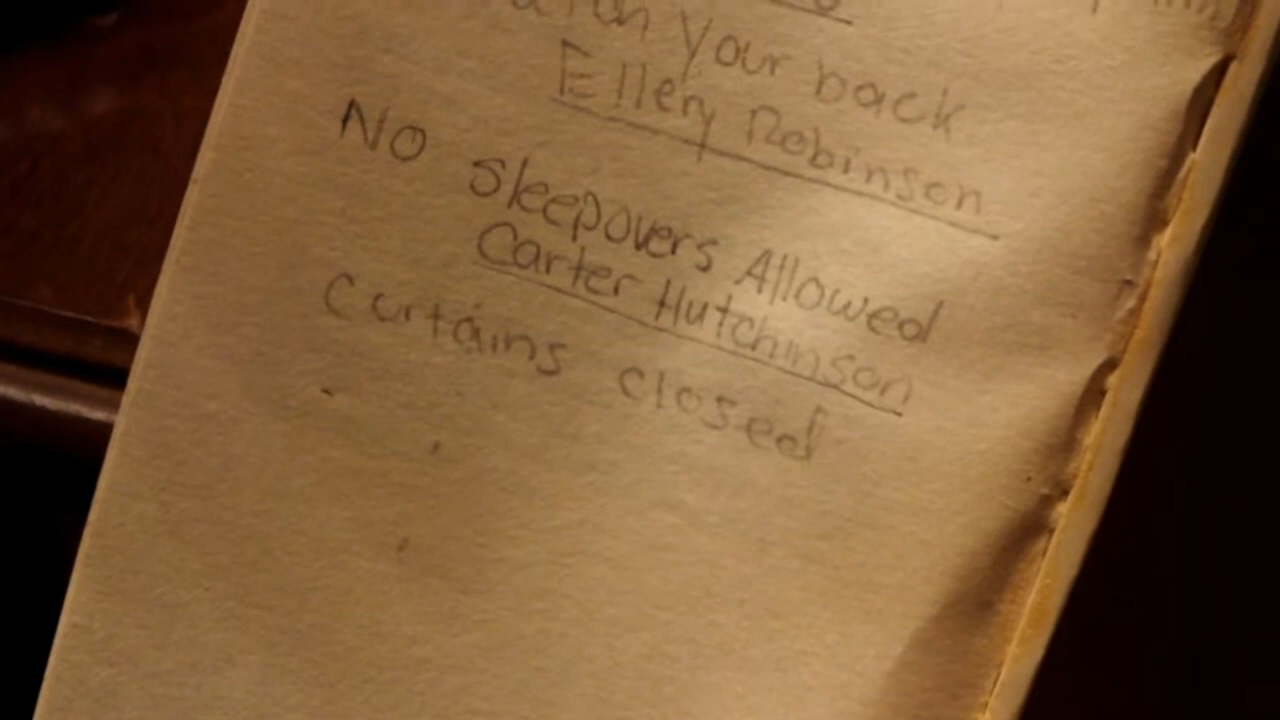 your back
Ellery Robinson
No sleepovers Allowed
Carter Hutchinson
Curtains closed